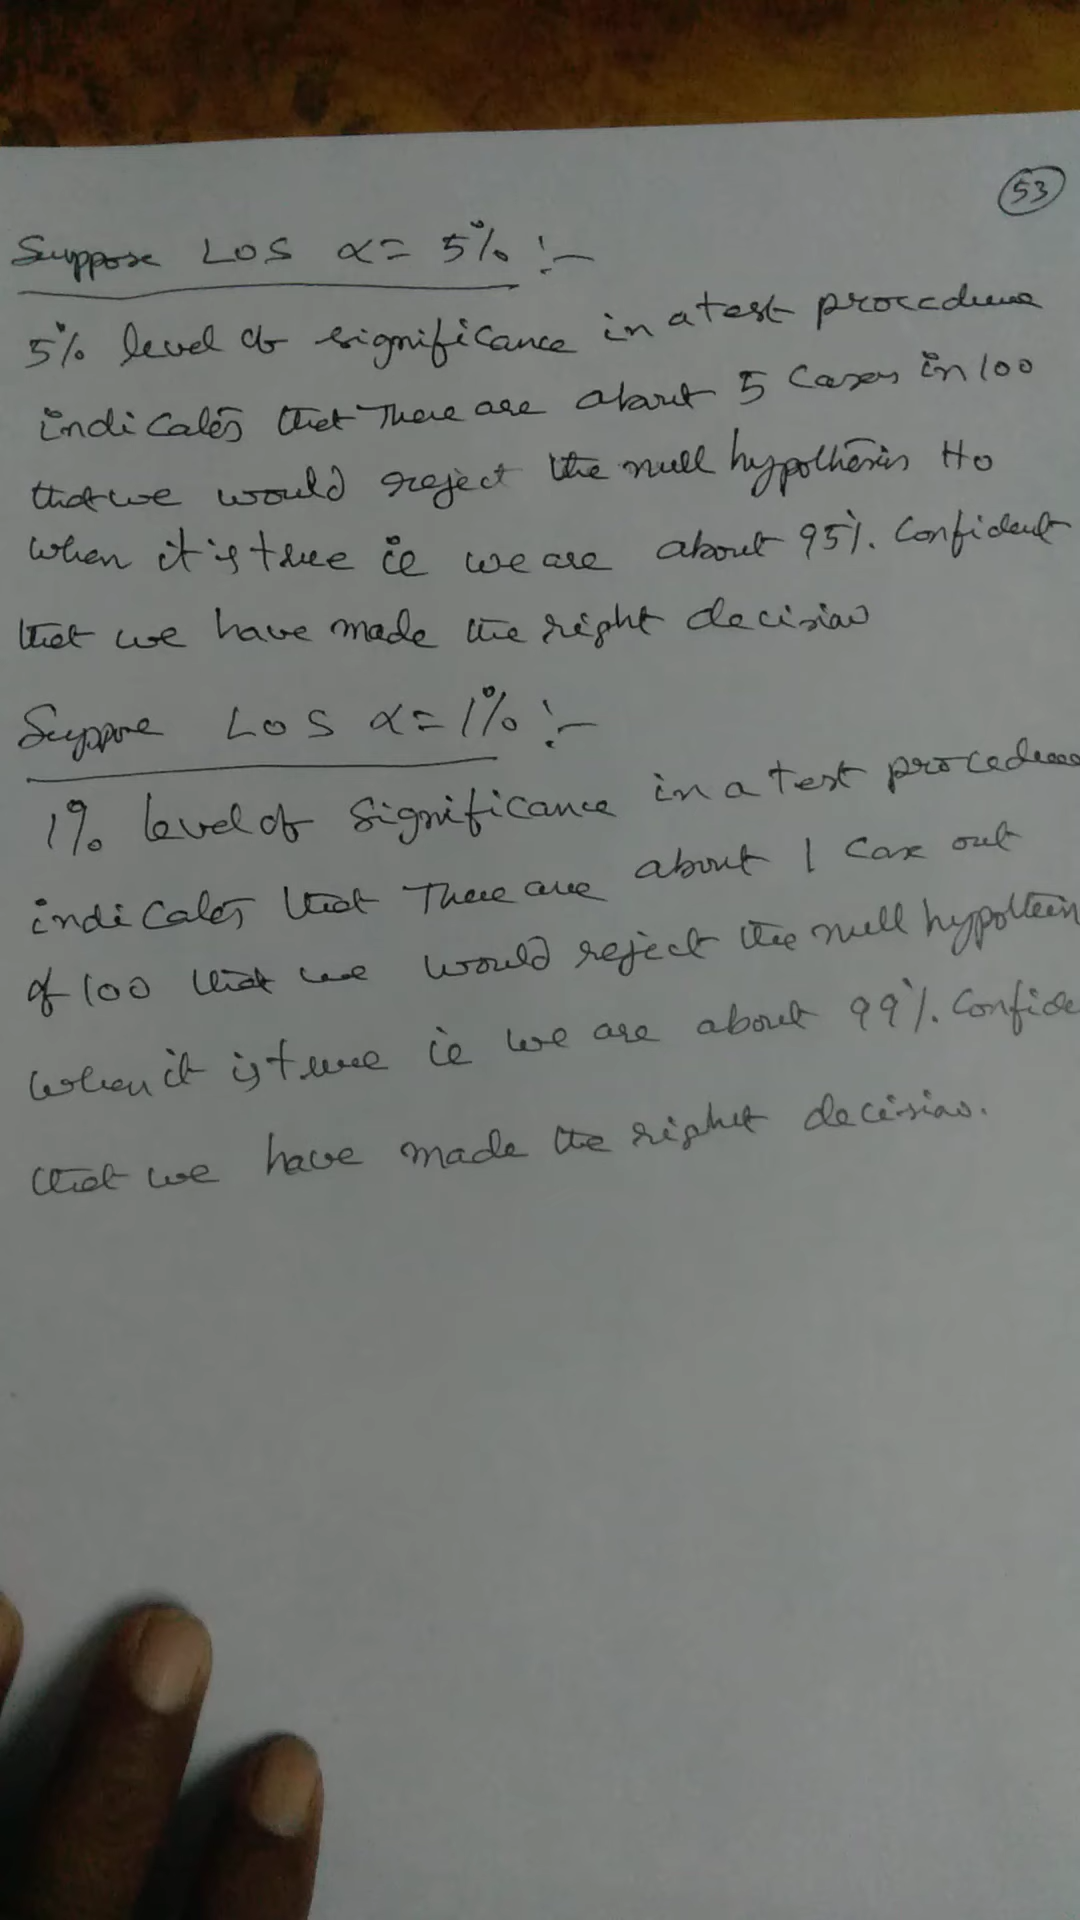 53
Suppose LOS α = 5% :-
5% level of significance in a test procedure
indicates that There are about 5 Cases in 100
that we would reject the null hypothesis H0
when it is true ie we are about 95%. Confident
that we have made the right decision
Suppose LOS α = 1% :-
1% level of significance in a test procedure
indicates that There are about 1 Case out
of 100 that we would reject the null hypothesis
when it is true ie we are about 99%. Confide
that we have made the right decision.